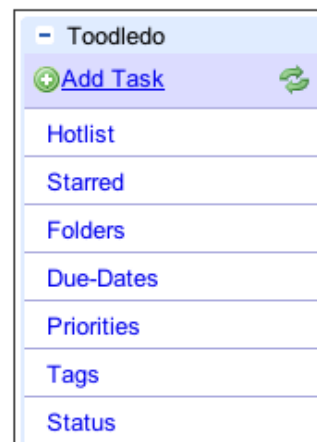 Toodledo
Add Task
Hotlist
Starred
Folders
Due-Dates
Priorities
Tags
Status